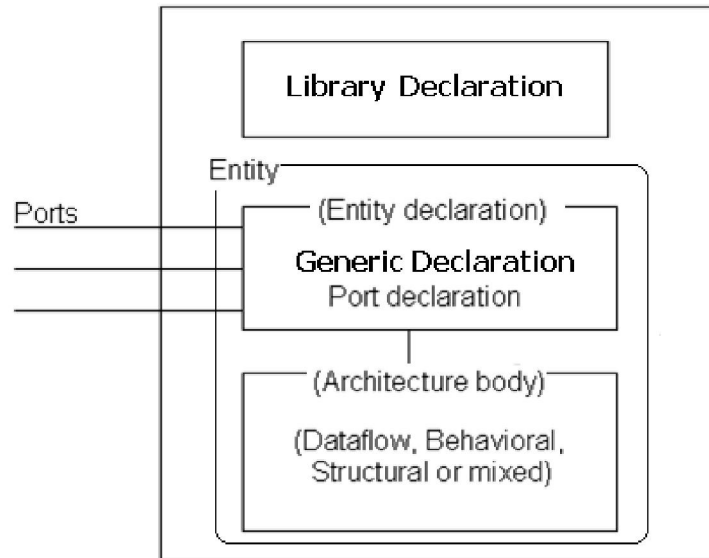 Library Declaration
Entity
Ports
(Entity declaration)
Generic Declaration
Port declaration
(Architecture body)
(Dataflow, Behavioral,
Structural or mixed)